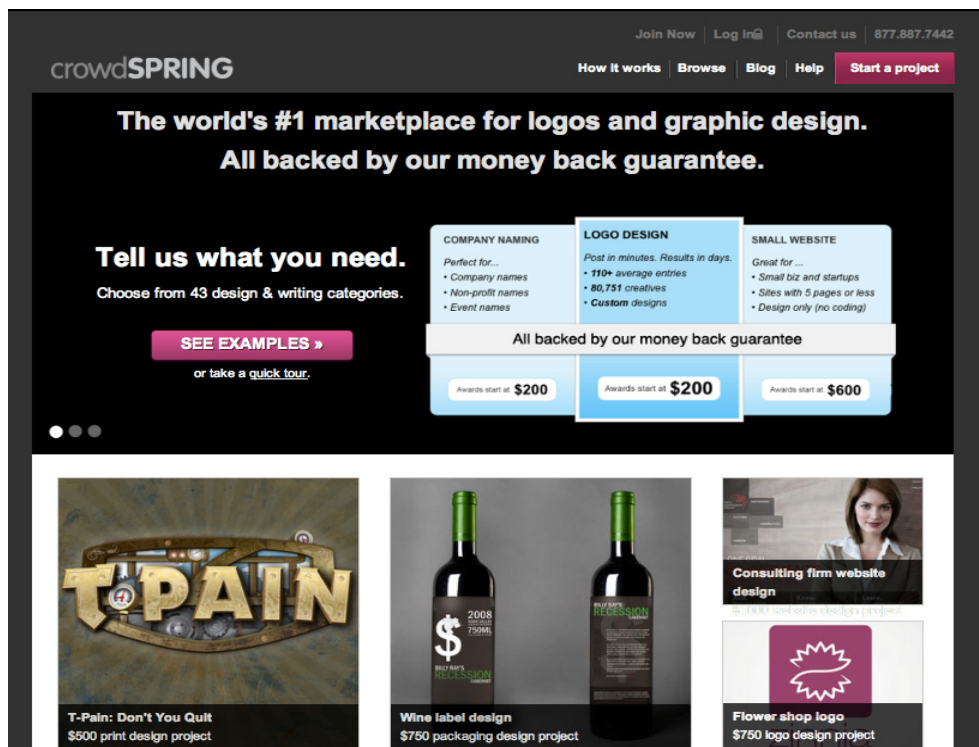 Join Now Log in Contact us 877.887.7442
crowdSPRING
How it works Browse Blog Help Start a project
The world's #1 marketplace for logos and graphic design.
All backed by our money back guarantee.
Tell us what you need.
Choose from 43 design & writing categories.
SEE EXAMPLES »
or take a quick tour.
COMPANY NAMING
Perfect for...
• Company names
• Non-profit names
• Event names
LOGO DESIGN
Post in minutes. Results in days.
• 110+ average entries
• 80,751 creatives
• Custom designs
SMALL WEBSITE
Great for ...
• Small biz and startups
• Sites with 5 pages or less
• Design only (no coding)
All backed by our money back guarantee
Awards start at $200
Awards start at $200
Awards start at $600
T-PAIN
T-Pain: Don't You Quit
$500 print design project
2008
750ML
$
BILLY RAY'S
RECESSION
CABERNET
BILLY RAY'S
RECESSION
CABERNET
Wine label design
$750 packaging design project
Consulting firm website
design
Flower shop logo
$750 logo design project